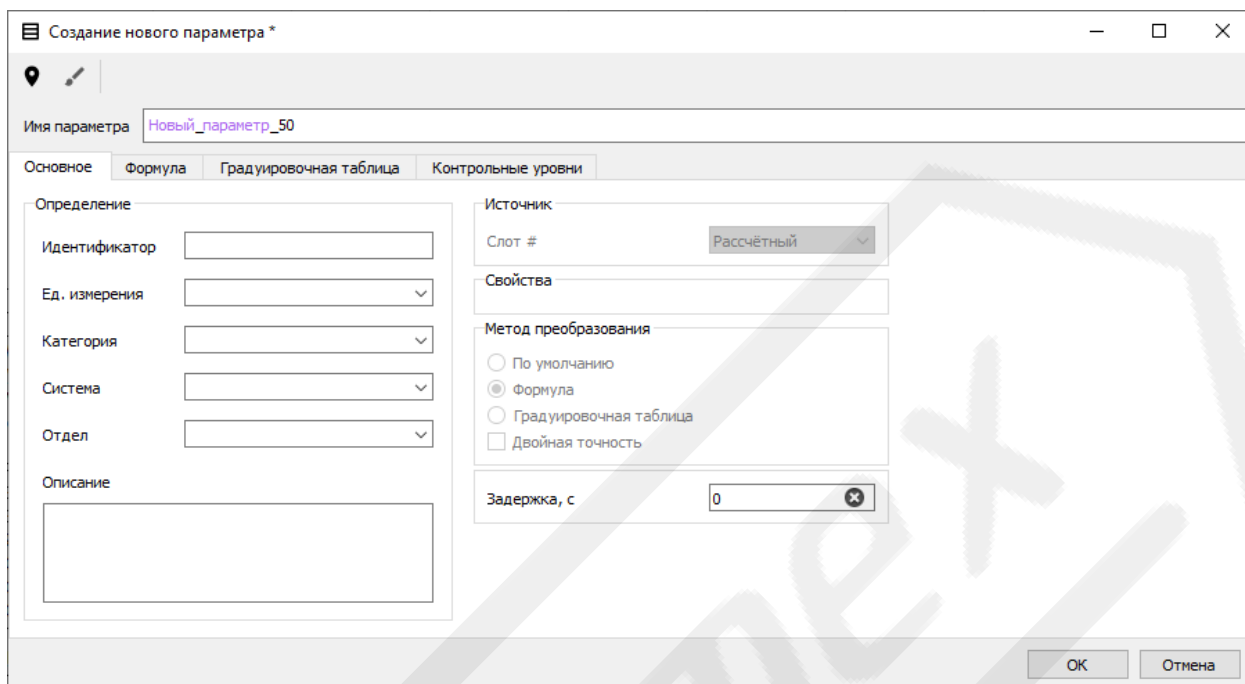 Создание нового параметра *
Имя параметра Новый_параметр_50
Основное Формула Градуировочная таблица Контрольные уровни
Определение
Идентификатор
Ед. измерения
Категория
Система
Отдел
Описание
Источник
Слот # Рассчётный
Свойства
Метод преобразования
По умолчанию
Формула
Градуировочная таблица
Двойная точность
Задержка, с 0
OK Отмена